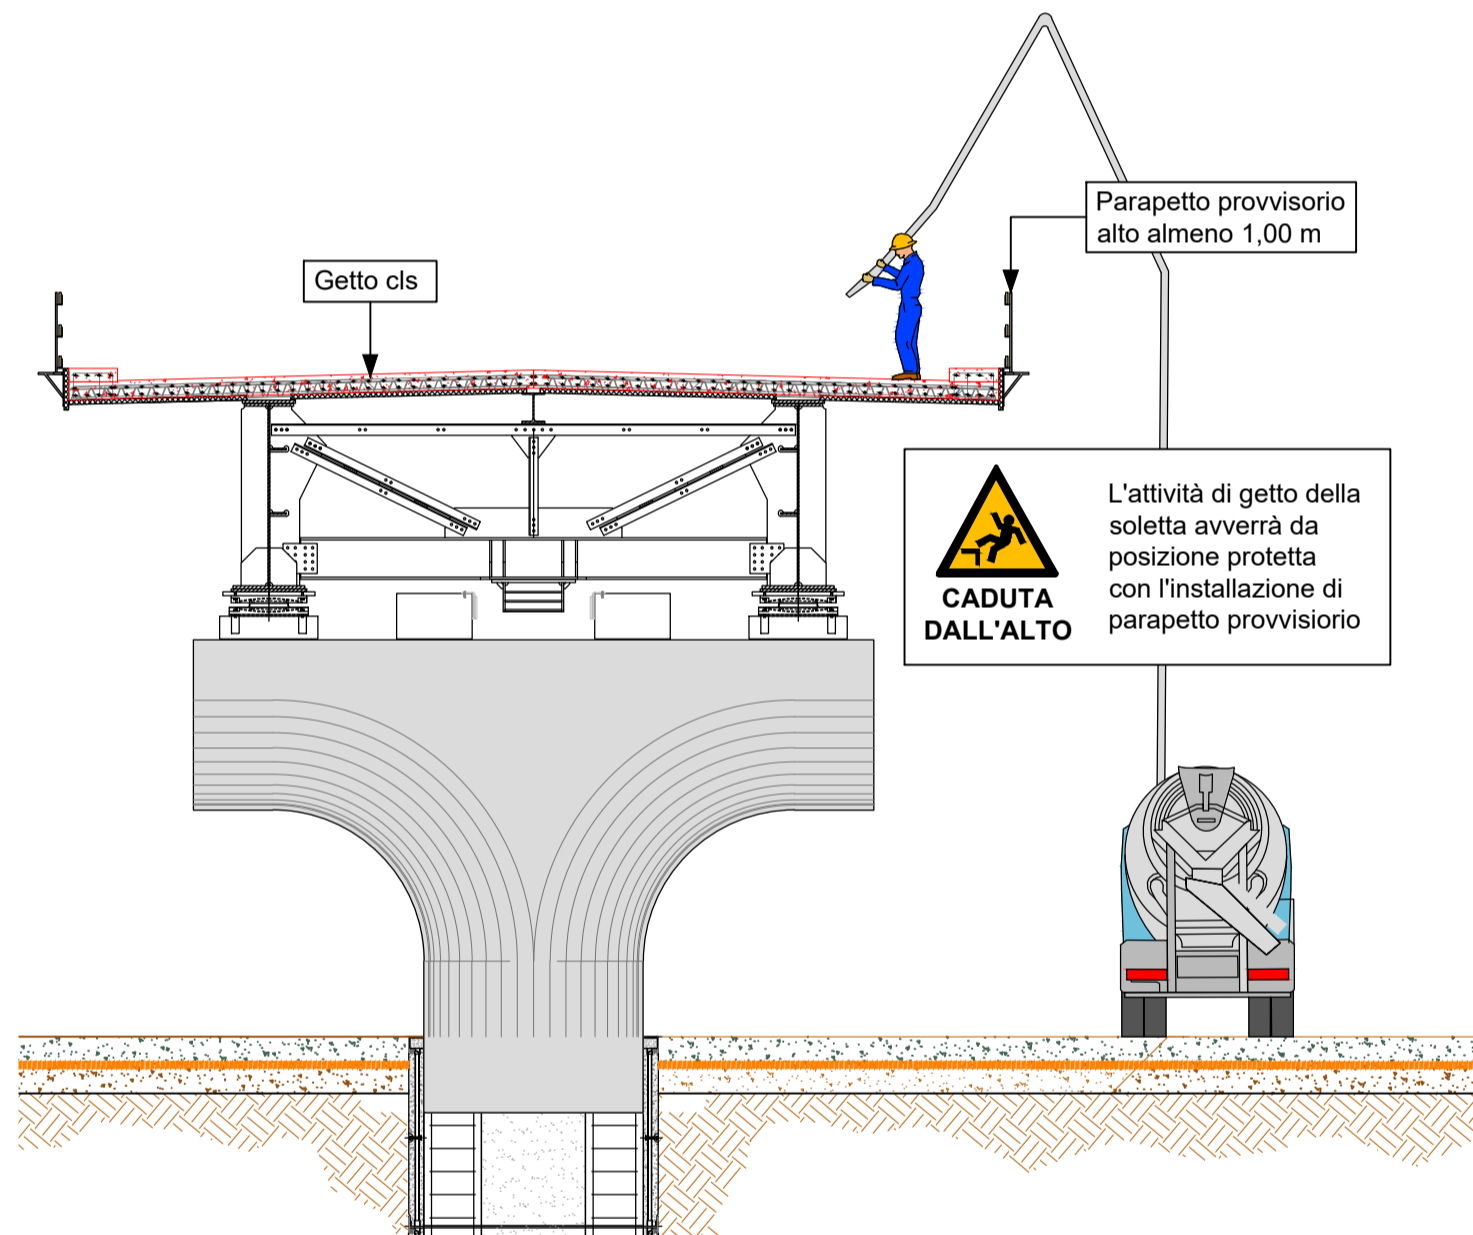 Parapetto provvisorio
alto almeno 1,00 m
Getto cls
L'attività di getto della
soletta avverrà da
posizione protetta
con l'installazione di
parapetto provvisiorio
CADUTA
DALL'ALTO